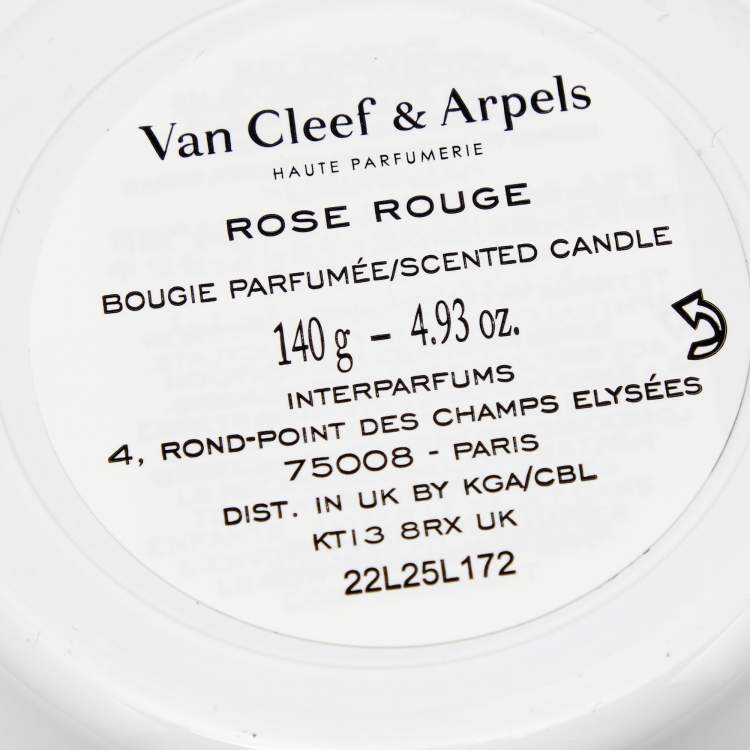 Van Cleef & Arpels
HAUTE PARFUMERIE
ROSE ROUGE
BOUGIE PARFUMÉE/SCENTED CANDLE
140 g – 4.93 oz.
INTERPARFUMS
4, ROND-POINT DES CHAMPS ELYSÉES
75008 - PARIS
DIST. IN UK BY KGA/CBL
KT13 8RX UK
22L25L172